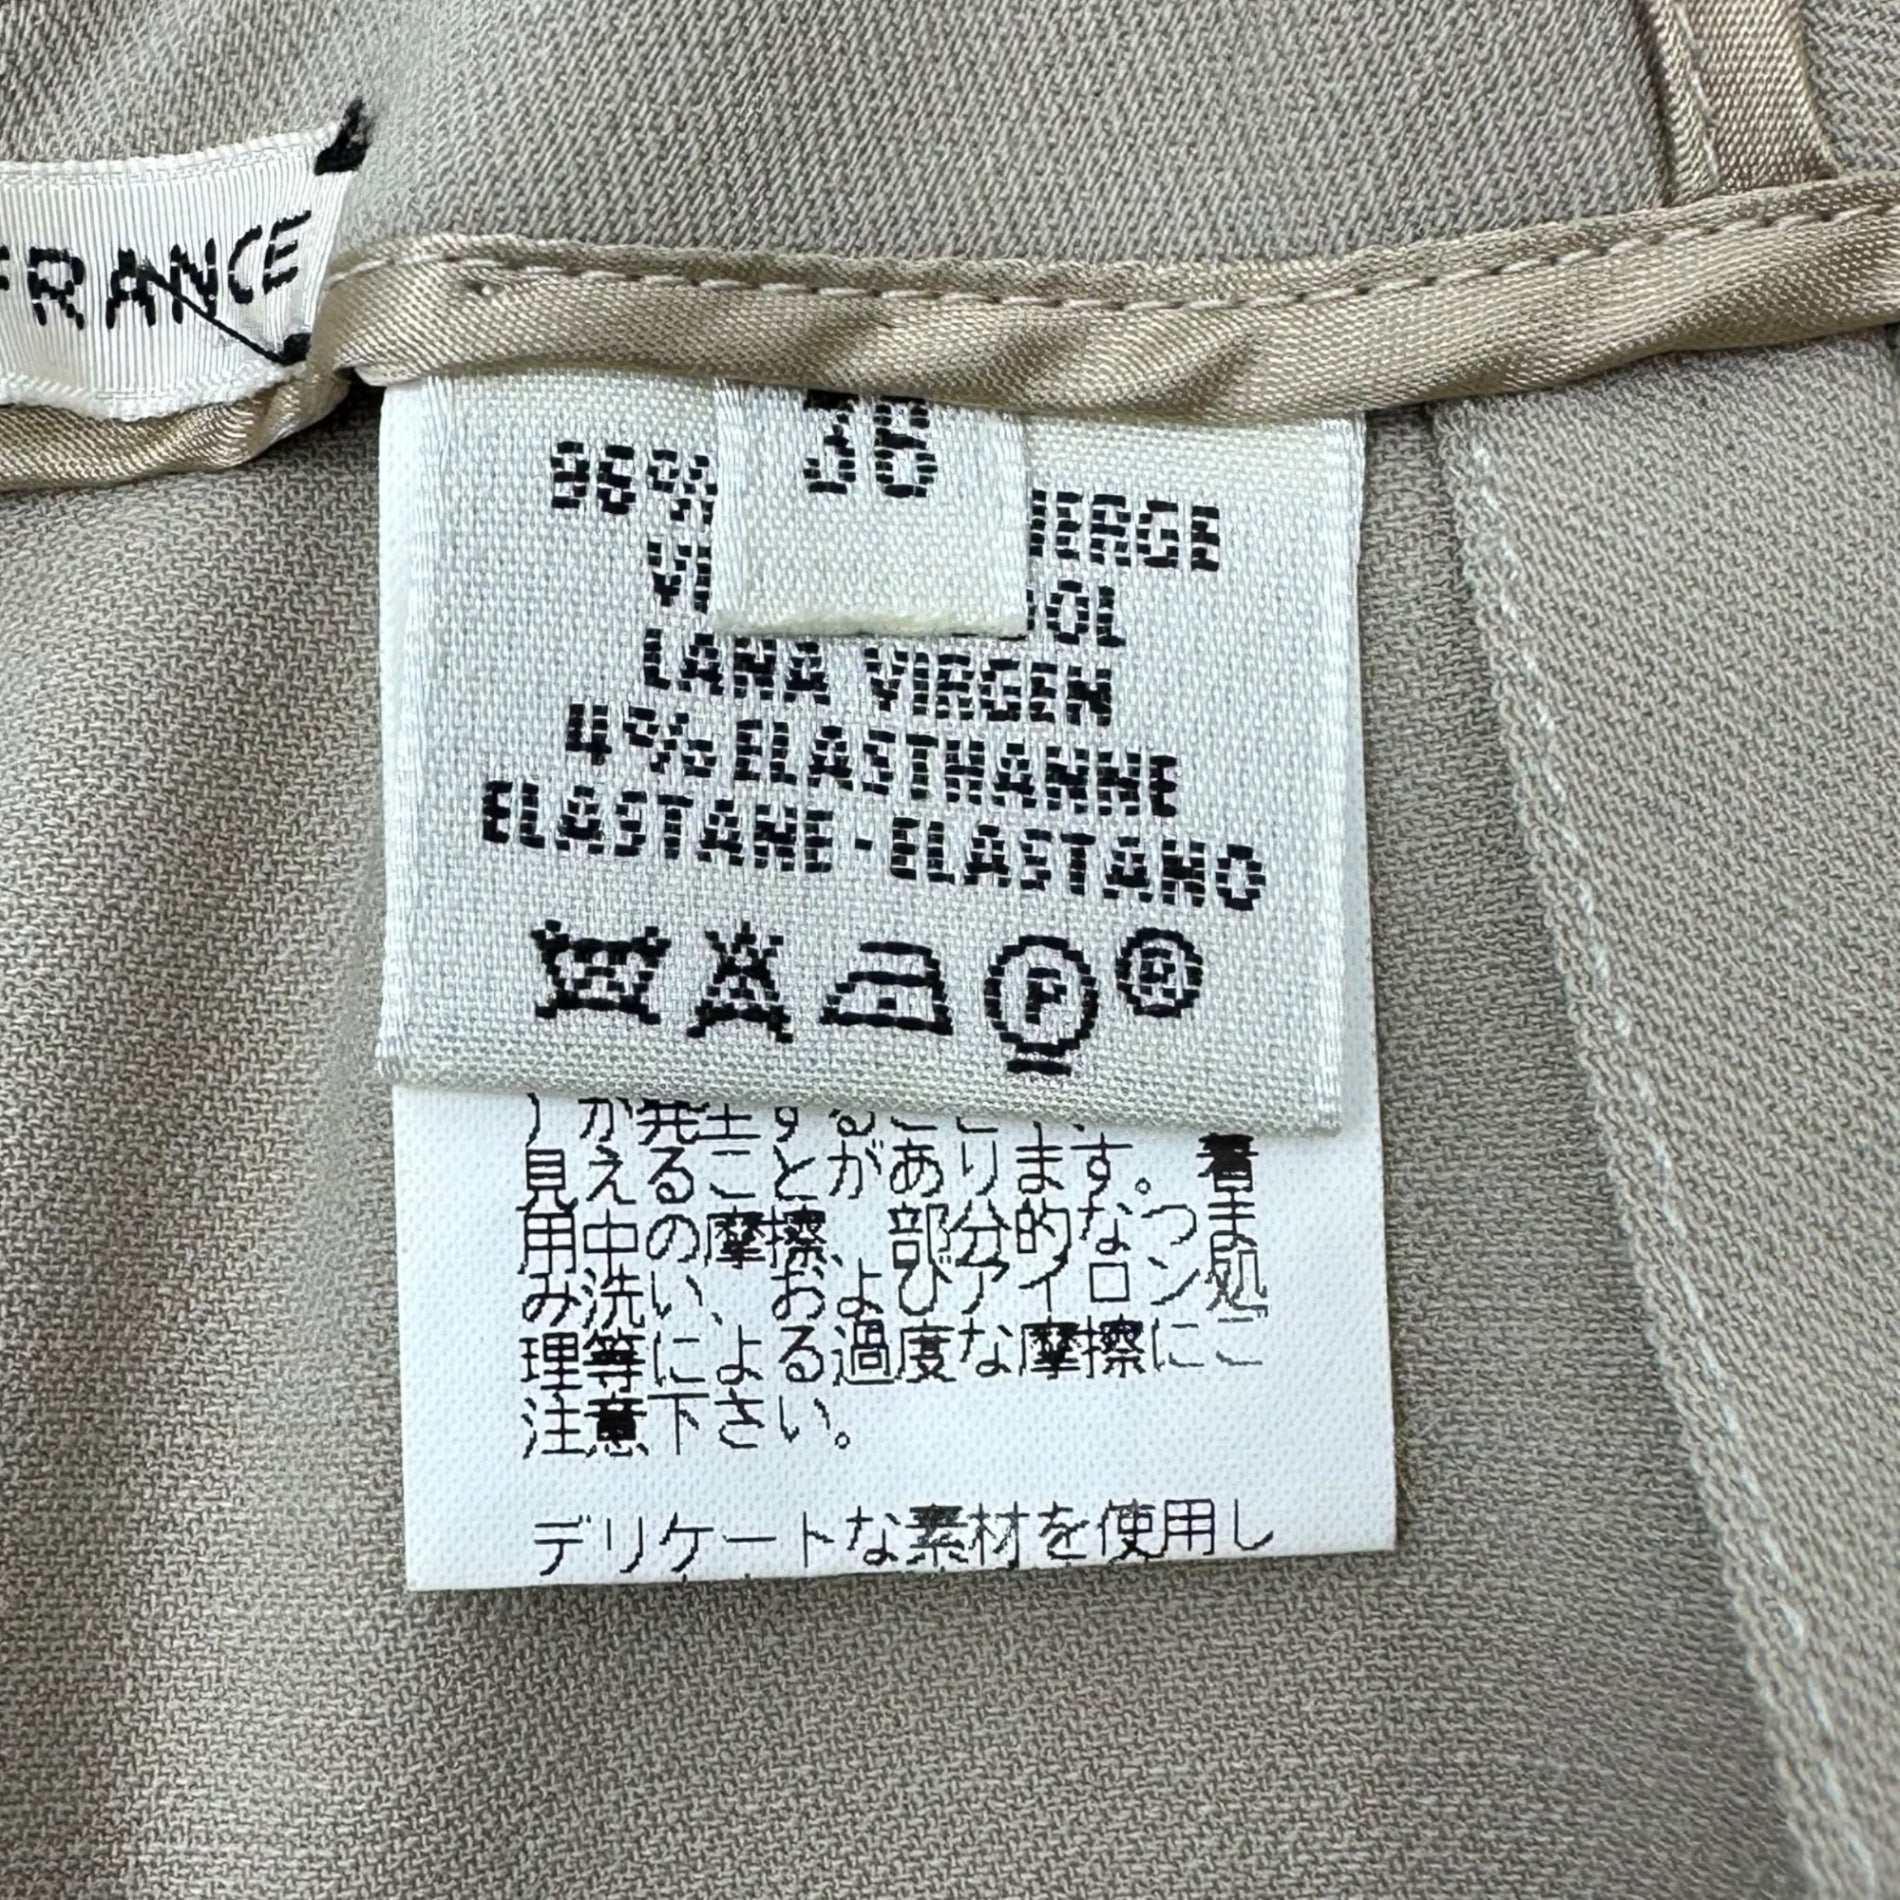 FRANCE
36
96%
LANA VIRGEN
4% ELASTHANNE
ELASTANE · ELASTANO
P
見えることがあります。着
用中の摩擦、部分的なつま
み洗い、およびアイロン処
理等による過度な摩擦にご
注意下さい。
デリケートな素材を使用し